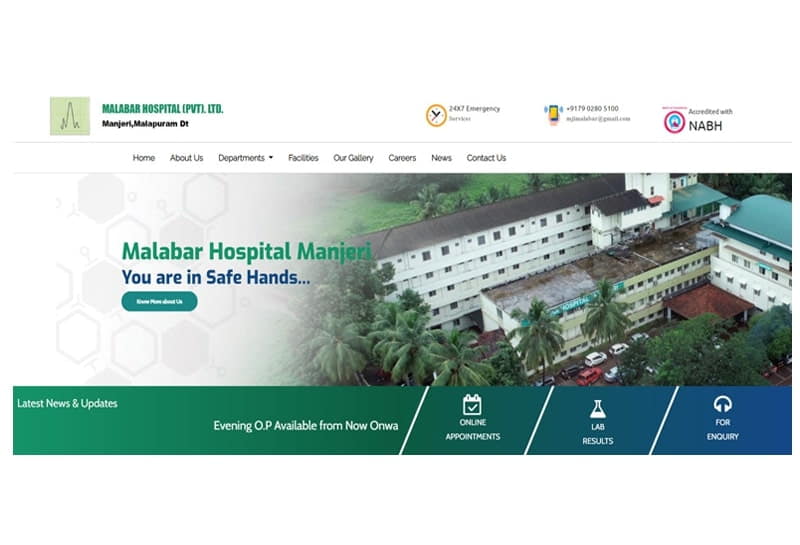 MALABAR HOSPITAL (PVT). LTD.
Manjeri,Malapuram Dt
24X7 Emergency
Services
+9179 0280 5100
mjimalabar@gmail.com
Accredited with
NABH
Home About Us Departments Facilities Our Gallery Careers News Contact Us
Malabar Hospital Manjeri
You are in Safe Hands...
Know More about Us
HOSPITAL
Latest News & Updates
Evening O.P Available from Now Onwa
ONLINE
APPOINTMENTS
LAB
RESULTS
FOR
ENQUIRY